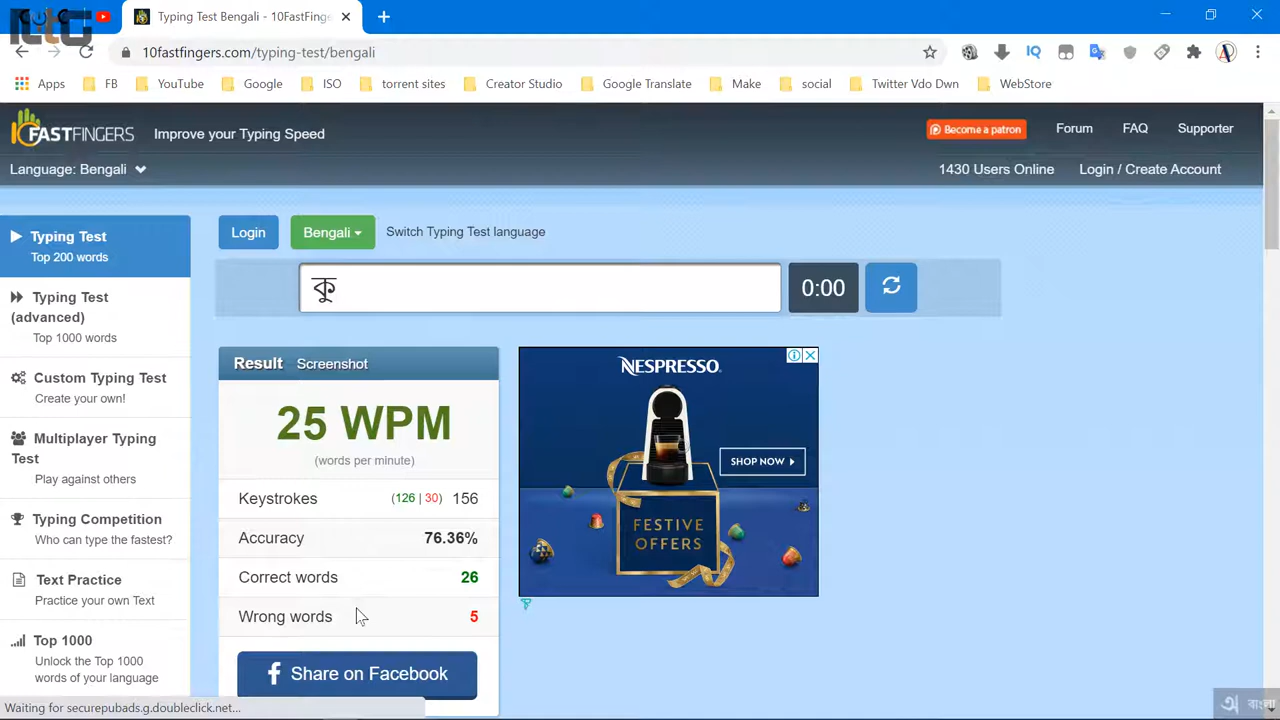 Typing Test Bengali - 10FastFinge
10fastfingers.com/typing-test/bengali
IQ
Apps FB YouTube Google ISO torrent sites Creator Studio Google Translate Make social Twitter Vdo Dwn WebStore
10FASTFINGERS Improve your Typing Speed Become a patron Forum FAQ Supporter
Language: Bengali 1430 Users Online Login / Create Account
Typing Test
Top 200 words
Typing Test
(advanced)
Top 1000 words
Custom Typing Test
Create your own!
Multiplayer Typing
Test
Play against others
Typing Competition
Who can type the fastest?
Text Practice
Practice your own Text
Top 1000
Unlock the Top 1000
words of your language
Login Bengali Switch Typing Test language
কু 0:00
Result Screenshot
25 WPM
(words per minute)
Keystrokes (126 | 30) 156
Accuracy 76.36%
Correct words 26
Wrong words 5
Share on Facebook
NESPRESSO.
SHOP NOW
FESTIVE
OFFERS
Waiting for securepubads.g.doubleclick.net...
অ বাংলা